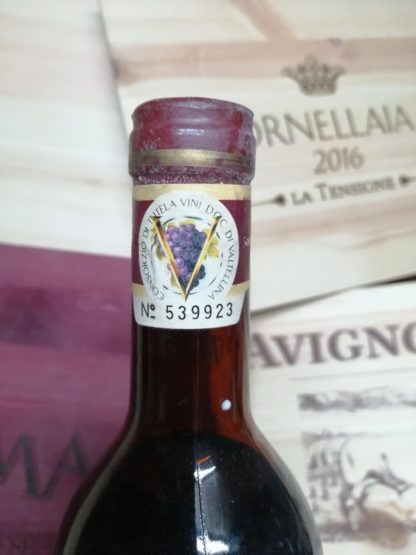 ORNELLAIA
2016
LA TENSIONE
CONSORZIO DI TUTELA VINI D.O.C. DI VALTELLINA
V
Nº 539923
AVIGNO
MA